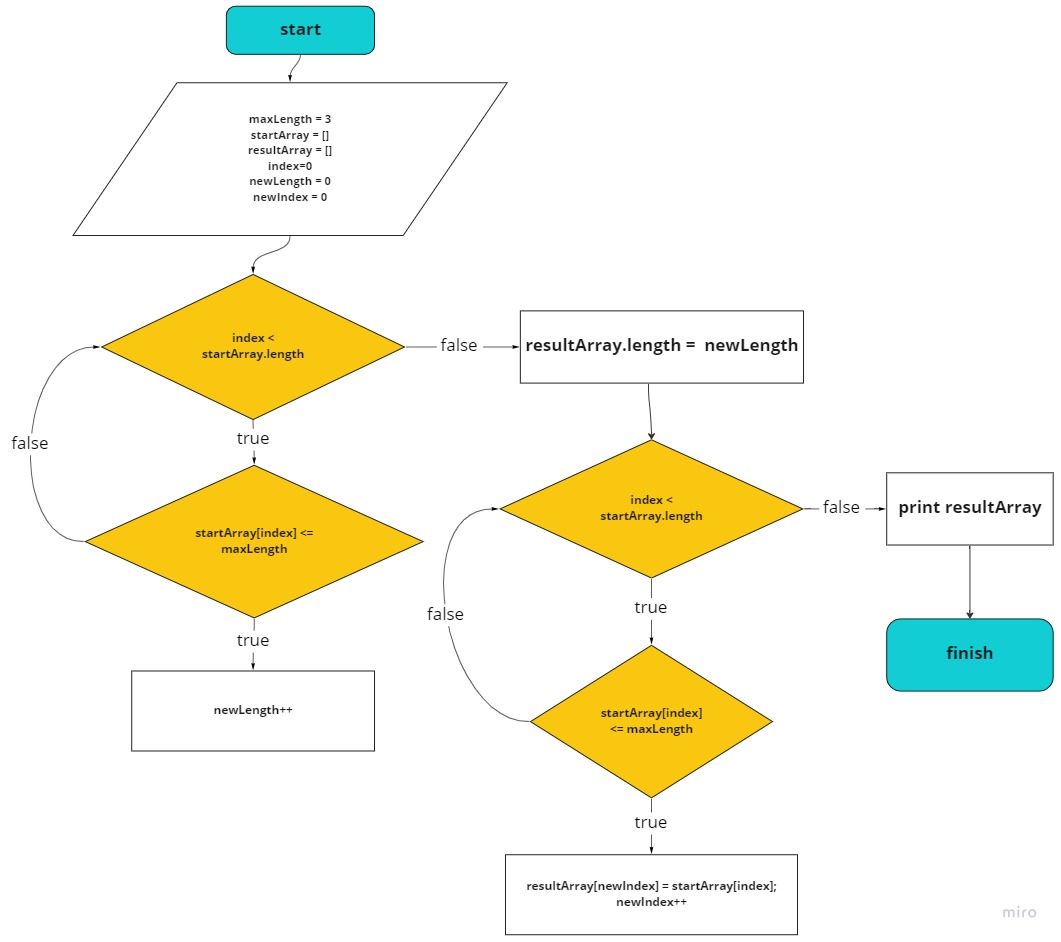 start
maxLength = 3
startArray = []
resultArray = []
index=0
newLength = 0
newIndex = 0
index <
startArray.length
false
resultArray.length = newLength
false
true
startArray[index] <=
maxLength
true
newLength++
index <
startArray.length
false
print resultArray
finish
false
true
startArray[index]
<= maxLength
true
resultArray[newIndex] = startArray[index];
newIndex++
miro